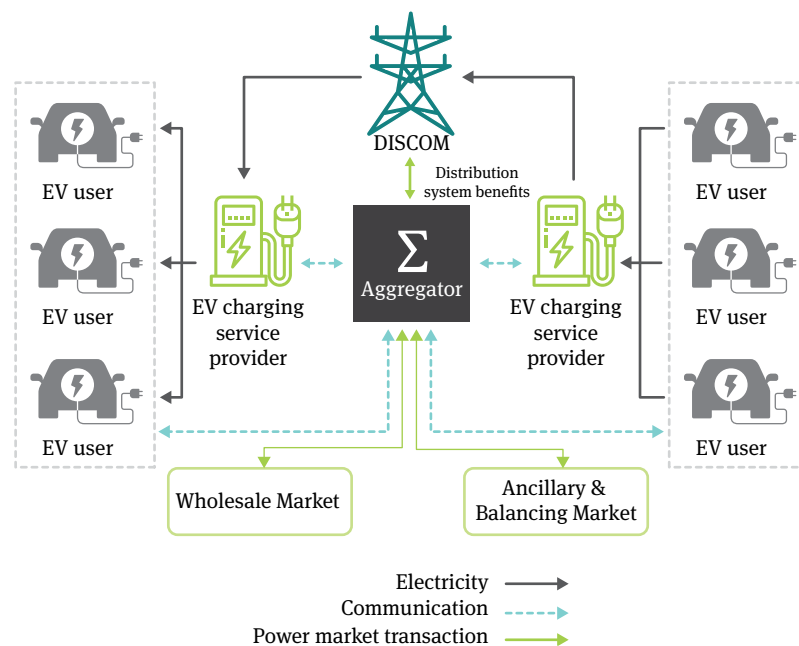 DISCOM
Distribution
system benefits
EV user
EV user
EV user
EV charging
service
provider
Σ
Aggregator
EV charging
service
provider
EV user
EV user
EV user
Wholesale Market
Ancillary &
Balancing Market
Electricity
Communication
Power market transaction